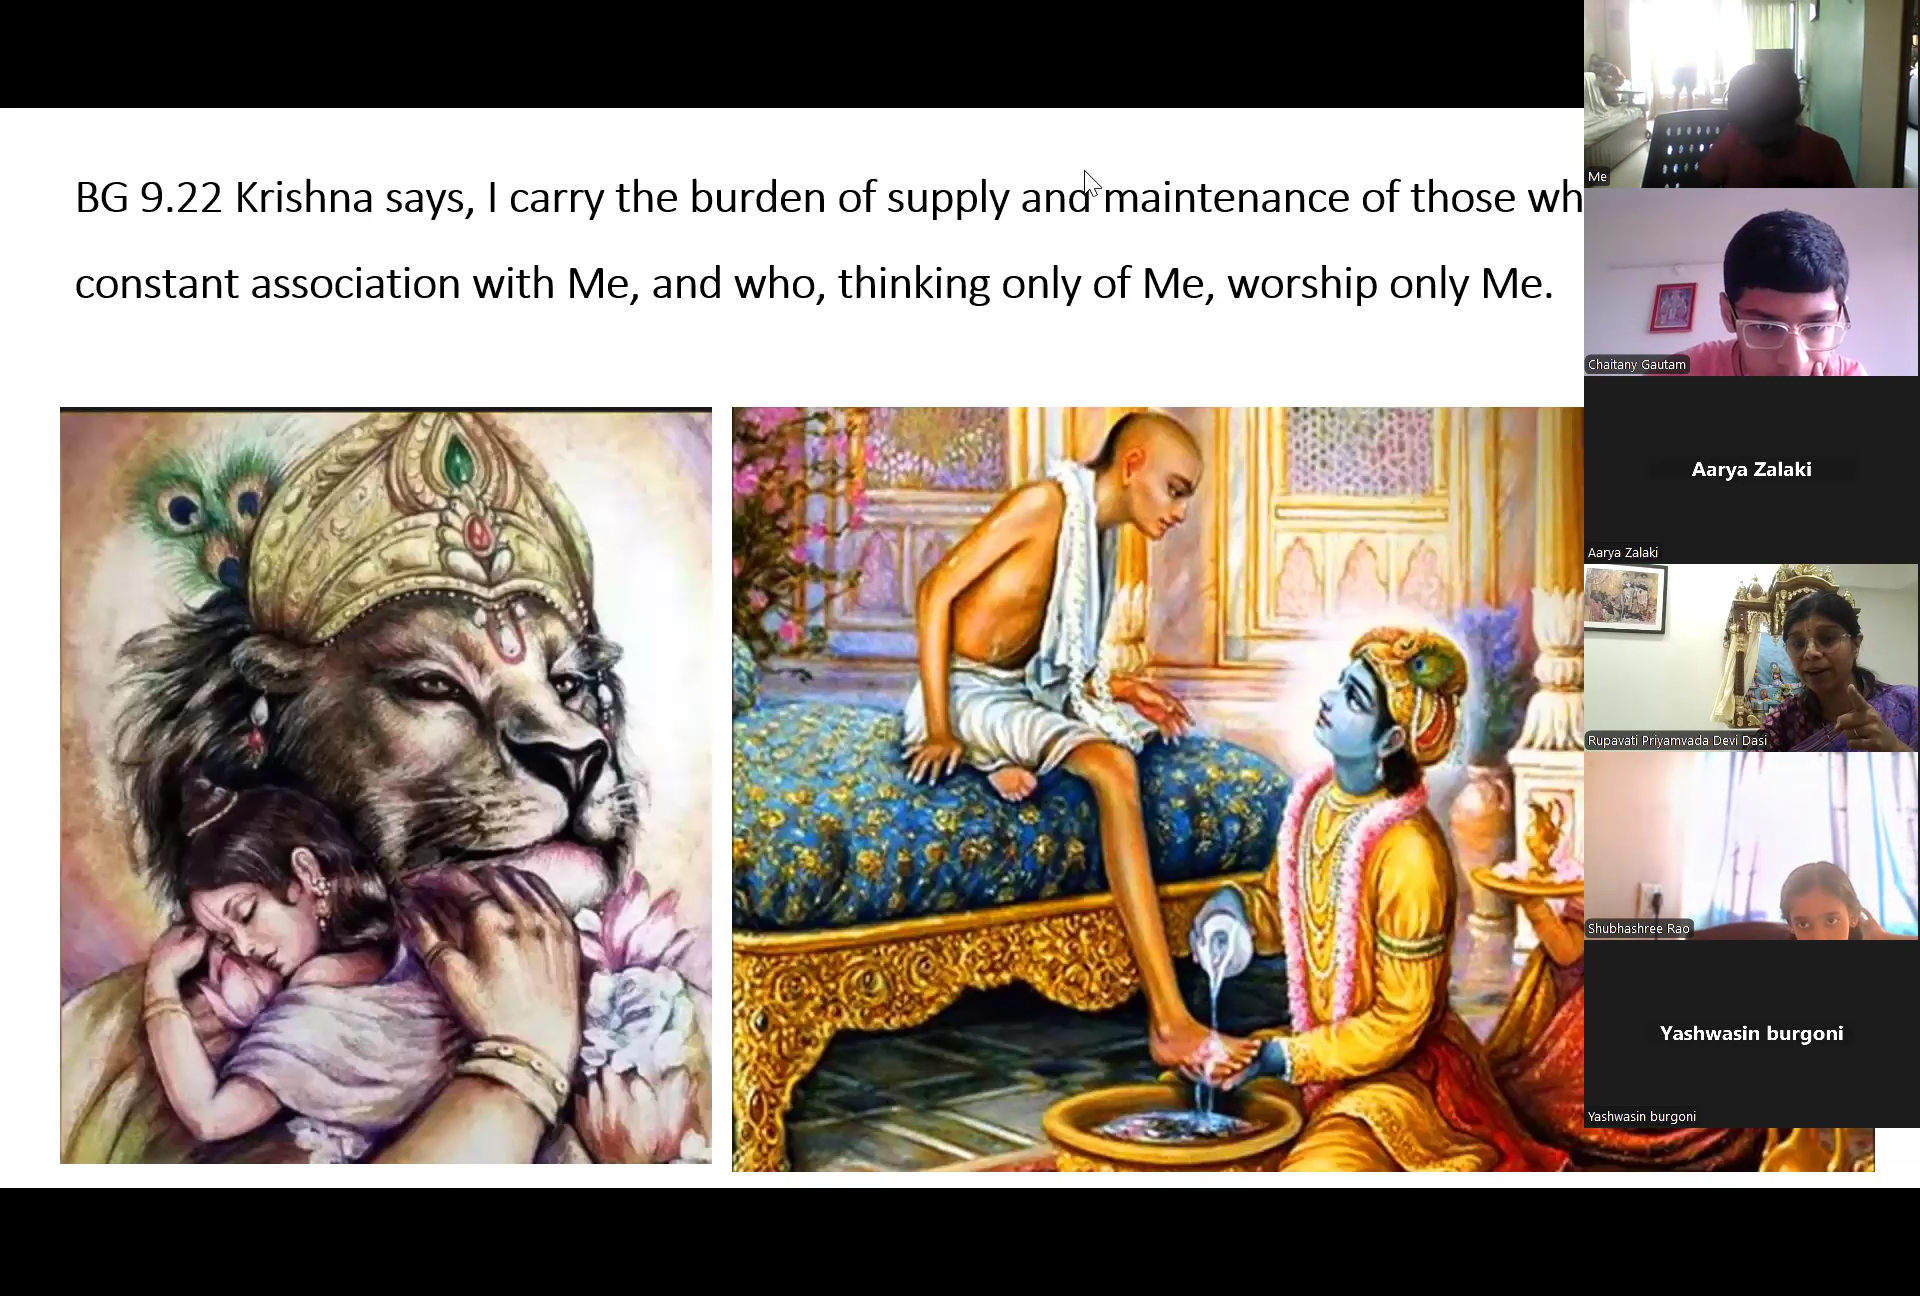 BG 9.22 Krishna says, I carry the burden of supply and maintenance of those
constant association with Me, and who, thinking only of Me, worship only Me.
Me
Chaitany Gautam
Aarya Zalaki
Aarya Zalaki
Rupavati Priyamvada Devi Dasi
Shubhashree Rao
Yashwasin burgoni
Yashwasin burgoni